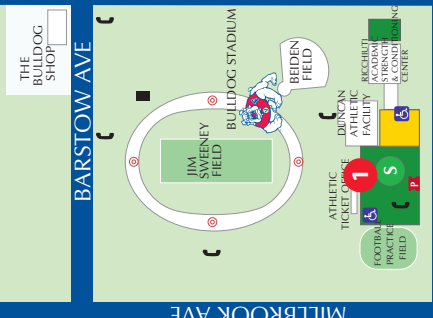 THE
BULLDOG
SHOP
BARSTOW AVE
BULLDOG STADIUM
BEIDEN
FIELD
JIM
SWEENEY
FIELD
RICCHIUTI
ACADEMIC
STRENGTH
& CONDITIONING
CENTER
DUNCAN
ATHLETIC
FACILITY
ATHLETIC
TICKET OFFICE
1
S
P
FOOTBALL
PRACTICE
FIELD
MILLBROOK AVE